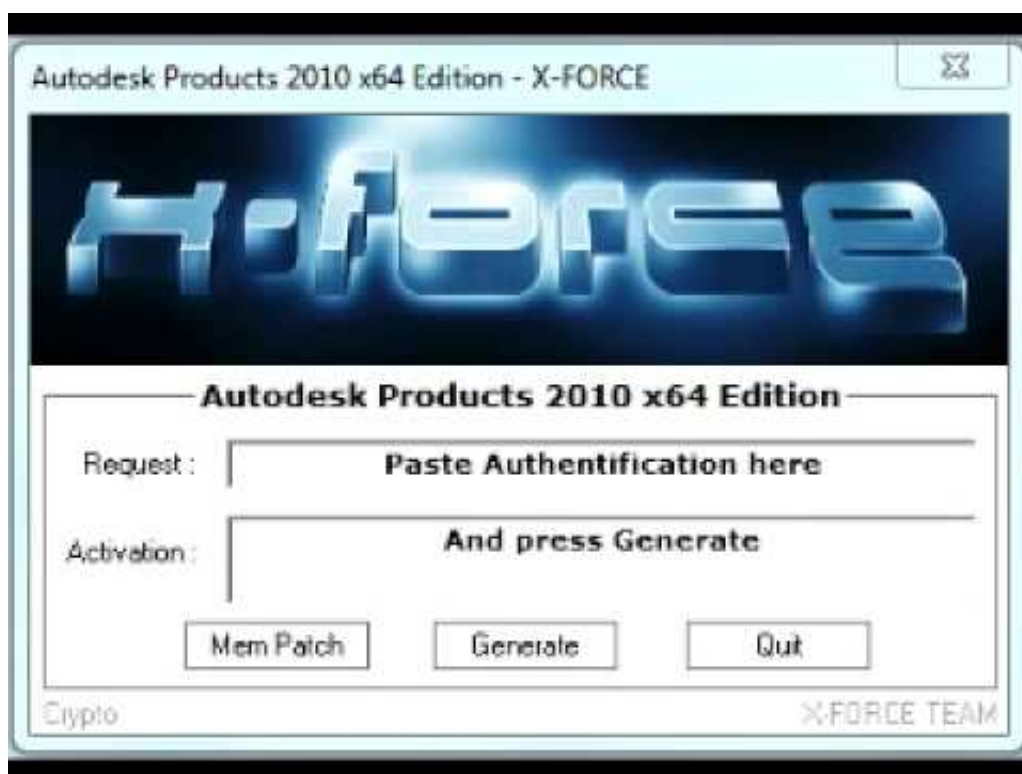 Autodesk Products 2010 x64 Edition - X-FORCE
x-force
Autodesk Products 2010 x64 Edition
Request :
Paste Authentification here
Activation :
And press Generate
Mem Patch
Generate
Quit
Crypto
X-FORCE TEAM